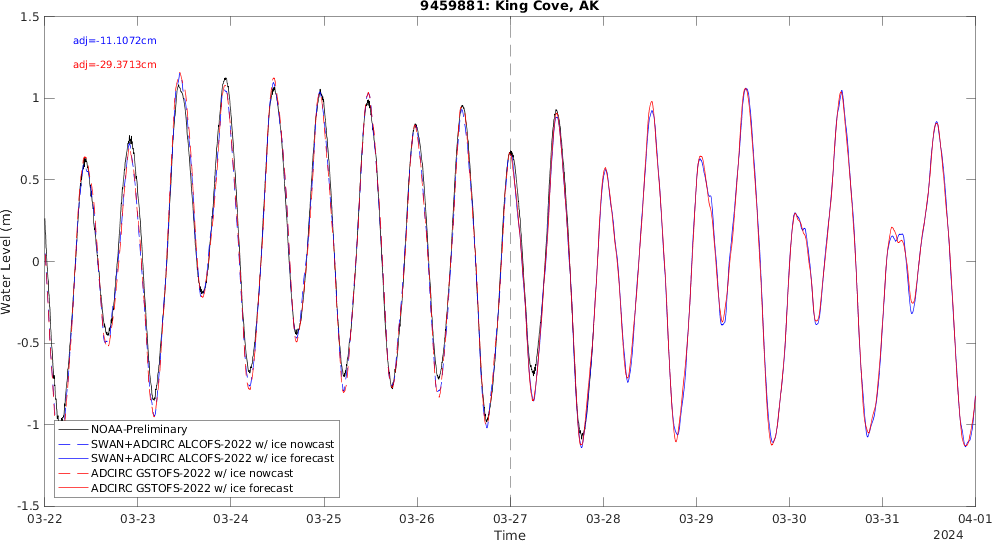 9459881: King Cove, AK
adj=-11.1072cm
adj=-29.3713cm
Water Level (m)
1.5
1
0.5
0
-0.5
-1
-1.5
NOAA-Preliminary
SWAN+ADCIRC ALCOFS-2022 w/ ice nowcast
SWAN+ADCIRC ALCOFS-2022 w/ ice forecast
ADCIRC GSTOFS-2022 w/ ice nowcast
ADCIRC GSTOFS-2022 w/ ice forecast
03-22 03-23 03-24 03-25 03-26 03-27 03-28 03-29 03-30 03-31 04-01
Time
2024